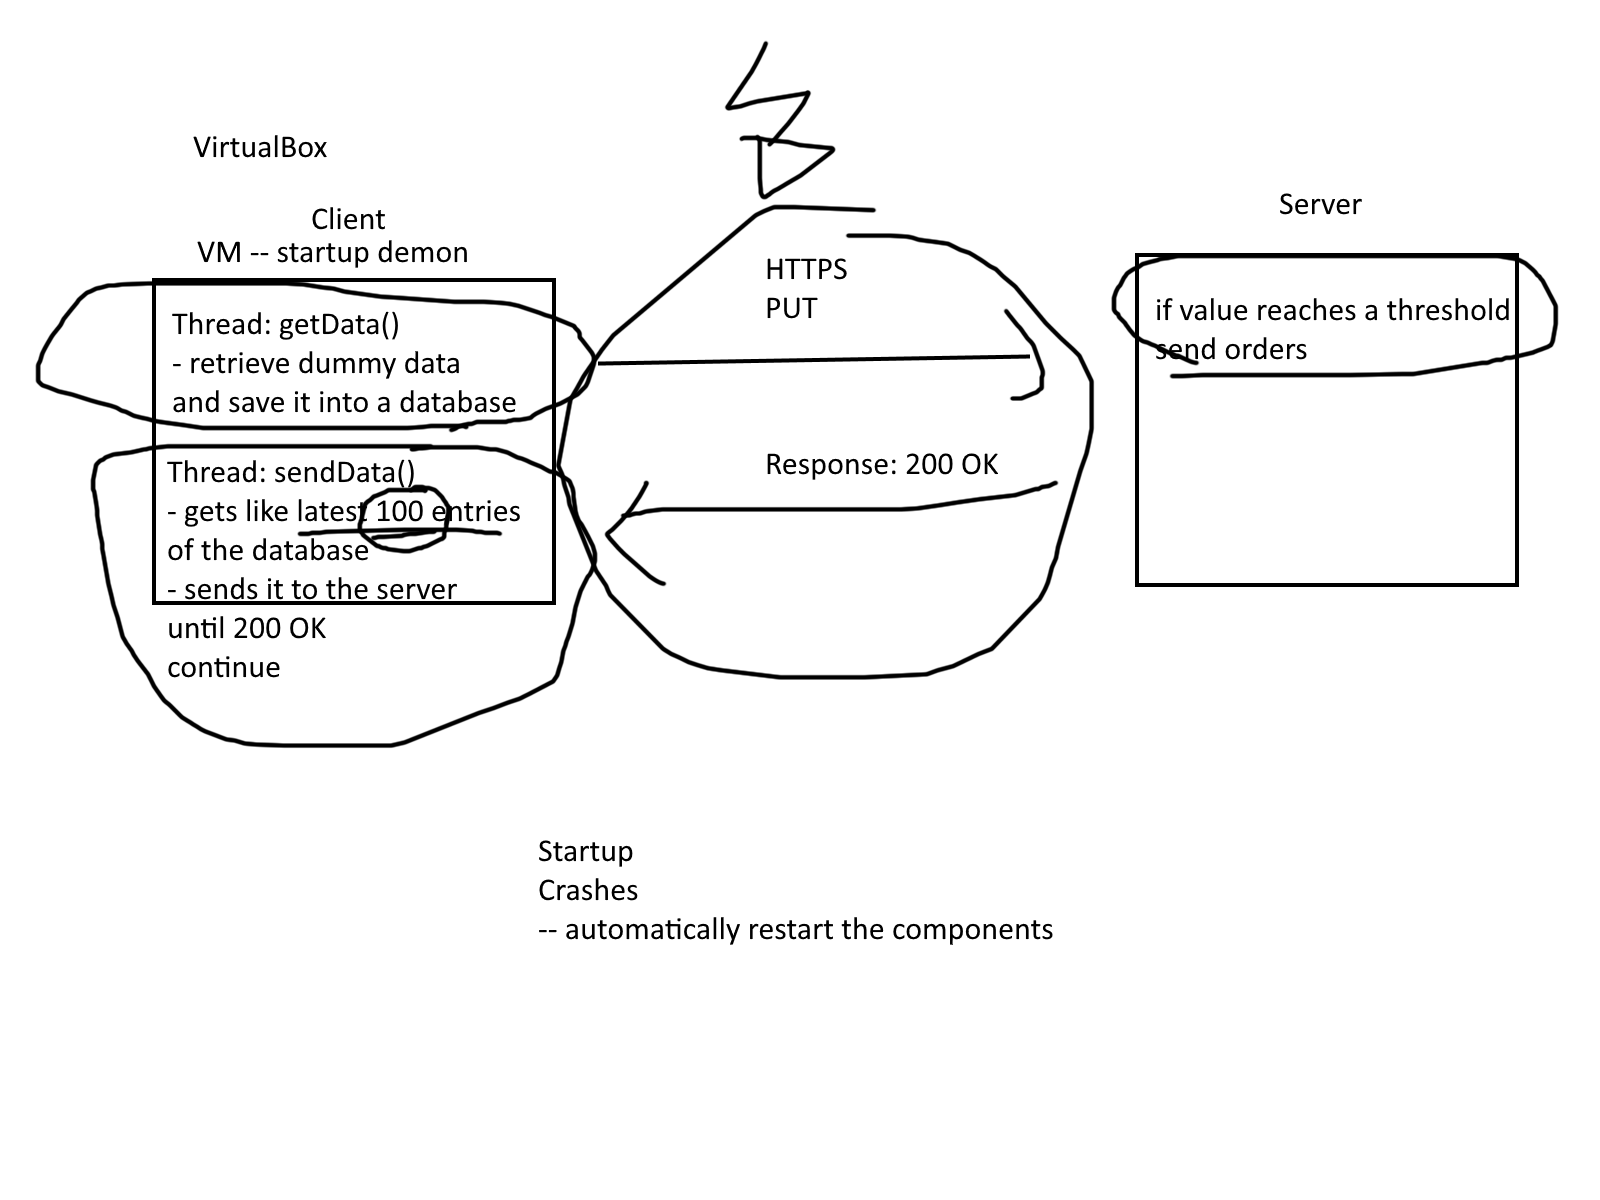 VirtualBox
Client
VM -- startup demon
Thread: getData()
- retrieve dummy data
and save it into a database
Thread: sendData()
- gets like latest 100 entries
of the database
- sends it to the server
until 200 OK
continue
HTTPS
PUT
Response: 200 OK
Server
if value reaches a threshold
send orders
Startup
Crashes
-- automatically restart the components